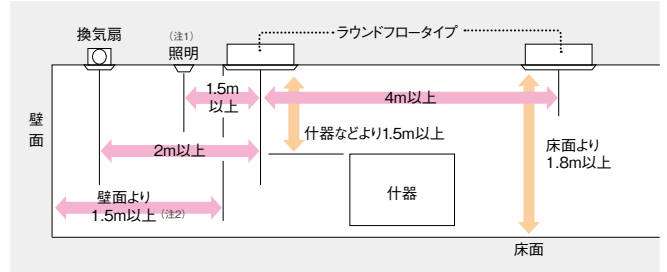 換気扇
(注1)
照明
ラウンドフロータイプ
1.5m
以上
4m以上
壁
面
2m以上
什器などより1.5m以上
床面より
1.8m以上
壁面より
1.5m以上(注2)
什器
床面